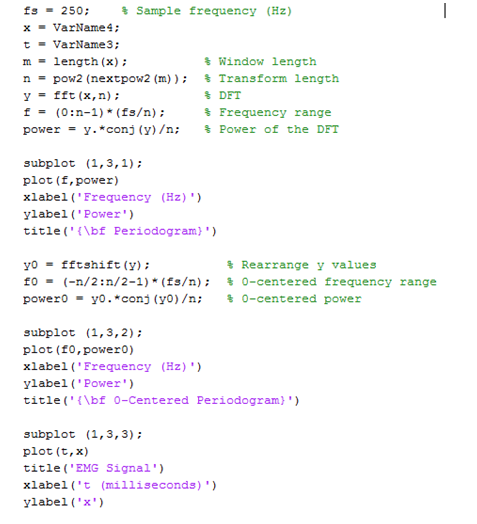 fs = 250;    % Sample frequency (Hz)
x = VarName4;
t = VarName3;
m = length(x);          % Window length
n = pow2(nextpow2(m));  % Transform length
y = fft(x,n);           % DFT
f = (0:n-1)*(fs/n);     % Frequency range
power = y.*conj(y)/n;   % Power of the DFT
subplot (1,3,1);
plot(f,power)
xlabel('Frequency (Hz)')
ylabel('Power')
title('{\bf Periodogram}')
y0 = fftshift(y);          % Rearrange y values
f0 = (-n/2:n/2-1)*(fs/n);  % 0-centered frequency range
power0 = y0.*conj(y0)/n;   % 0-centered power
subplot (1,3,2);
plot(f0,power0)
xlabel('Frequency (Hz)')
ylabel('Power')
title('{\bf 0-Centered Periodogram}')
subplot (1,3,3);
plot(t,x)
title('EMG Signal')
xlabel('t (milliseconds)')
ylabel('x')